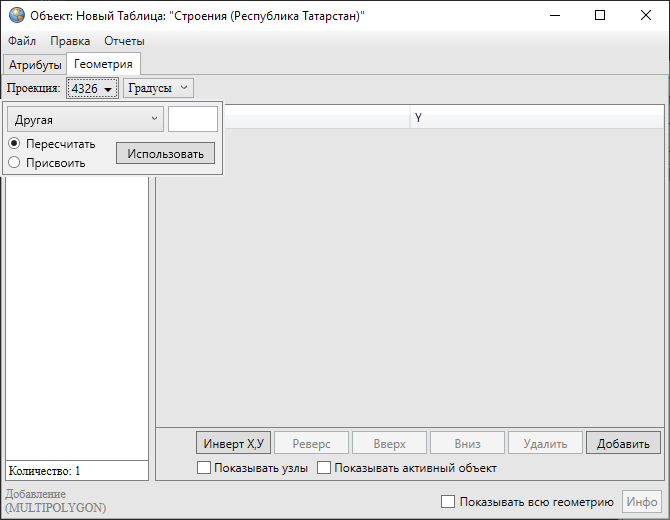 Объект: Новый Таблица: "Строения (Республика Татарстан)"
Файл Правка Отчеты
Атрибуты Геометрия
Проекция: 4326 Градусы
Другая
Y
Пересчитать
Присвоить
Использовать
Инверт X,У Реверс Вверх Вниз Удалить Добавить
Показывать узлы Показывать активный объект
Количество: 1
Добавление
(MULTIPOLYGON)
Показывать всю геометрию Инфо